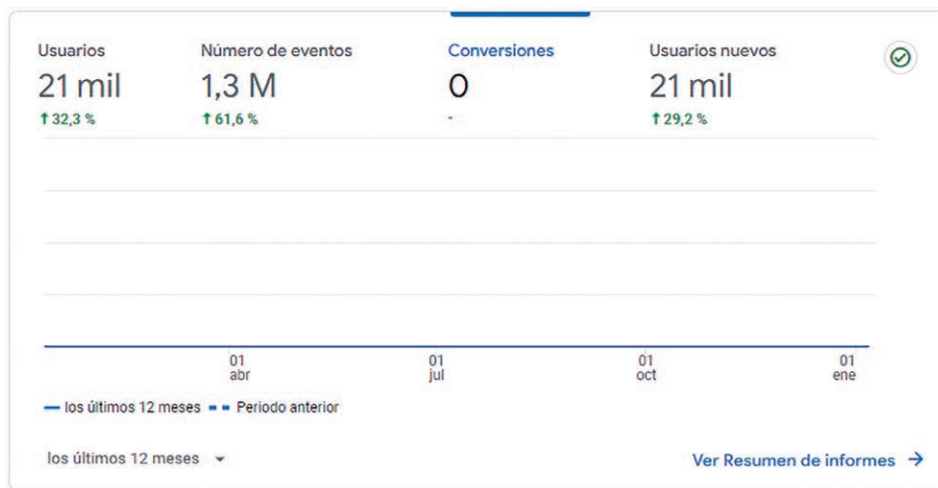 Usuarios Número de eventos Conversiones Usuarios nuevos
21 mil 1,3 M 0 21 mil
↑ 32,3 % ↑ 61,6 % - ↑ 29,2 %
01 01 01 01
abr jul oct ene
los últimos 12 meses Periodo anterior
los últimos 12 meses Ver Resumen de informes →